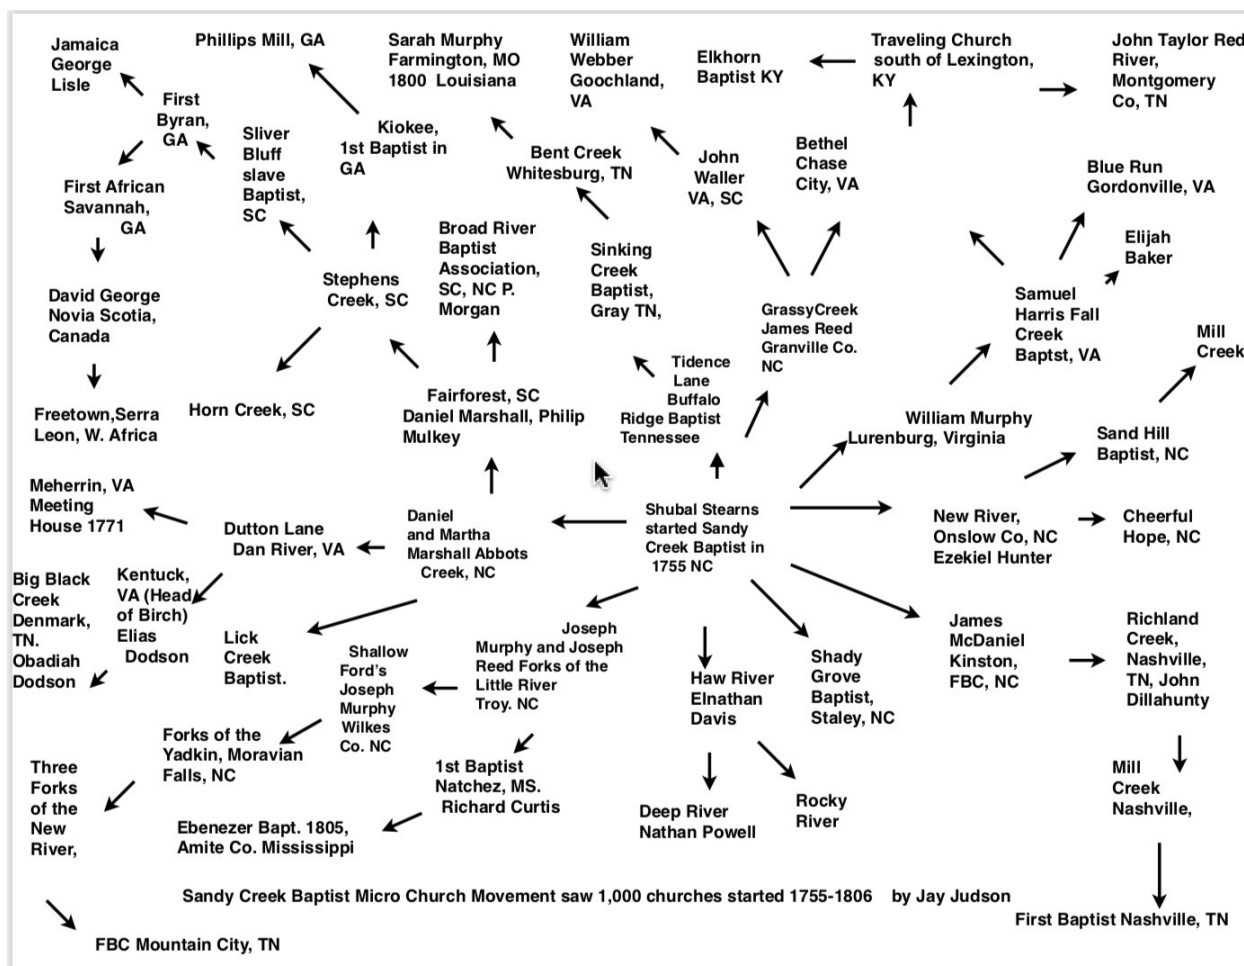 Jamaica
George
Lisle
Phillips Mill, GA
Sarah Murphy
Farmington, MO
1800 Louisiana
William
Webber
Goochland,
VA
Elkhorn
Baptist KY
Traveling Church
south of Lexington,
KY
John Taylor Red
River,
Montgomery
Co, TN
First
Byran,
GA
Sliver
Bluff
slave
Baptist,
SC
Kiokee,
1st Baptist in
GA
Bent Creek
Whitesburg, TN
John
Waller
VA, SC
Bethel
Chase
City, VA
Blue Run
Gordonville, VA
First African
Savannah,
GA
Broad River
Baptist
Association,
SC, NC P.
Morgan
Sinking
Creek
Baptist,
Gray TN,
Elijah
Baker
Stephens
Creek, SC
David George
Novia Scotia,
Canada
GrassyCreek
James Reed
Granville Co.
NC
Samuel
Harris Fall
Creek
Baptst, VA
Mill
Creek
Tidence
Lane
Buffalo
Ridge Baptist
Tennessee
Freetown,Serra
Leon, W. Africa
Horn Creek, SC
Fairforest, SC
Daniel Marshall, Philip
Mulkey
William Murphy
Lurenburg, Virginia
Sand Hill
Baptist, NC
Meherrin, VA
Meeting
House 1771
Dutton Lane
Dan River, VA
Daniel
and Martha
Marshall Abbots
Creek, NC
Shubal Stearns
started Sandy
Creek Baptist in
1755 NC
New River,
Onslow Co, NC
Ezekiel Hunter
Cheerful
Hope, NC
Big Black
Creek
Denmark,
TN.
Obadiah
Dodson
Kentuck,
VA (Head
of Birch)
Elias
Dodson
Lick
Creek
Baptist.
Shallow
Ford's
Joseph
Murphy
Wilkes
Co. NC
Joseph
Murphy and Joseph
Reed Forks of the
Little River
Troy. NC
Haw River
Elnathan
Davis
Shady
Grove
Baptist,
Staley, NC
James
McDaniel
Kinston,
FBC, NC
Richland
Creek,
Nashville,
TN, John
Dillahunty
Forks of the
Yadkin, Moravian
Falls, NC
Three
Forks
of the
New
River,
1st Baptist
Natchez, MS.
Richard Curtis
Ebenezer Bapt. 1805,
Amite Co. Mississippi
Deep River
Nathan Powell
Rocky
River
Mill
Creek
Nashville,
Sandy Creek Baptist Micro Church Movement saw 1,000 churches started 1755-1806 by Jay Judson
First Baptist Nashville, TN
FBC Mountain City, TN